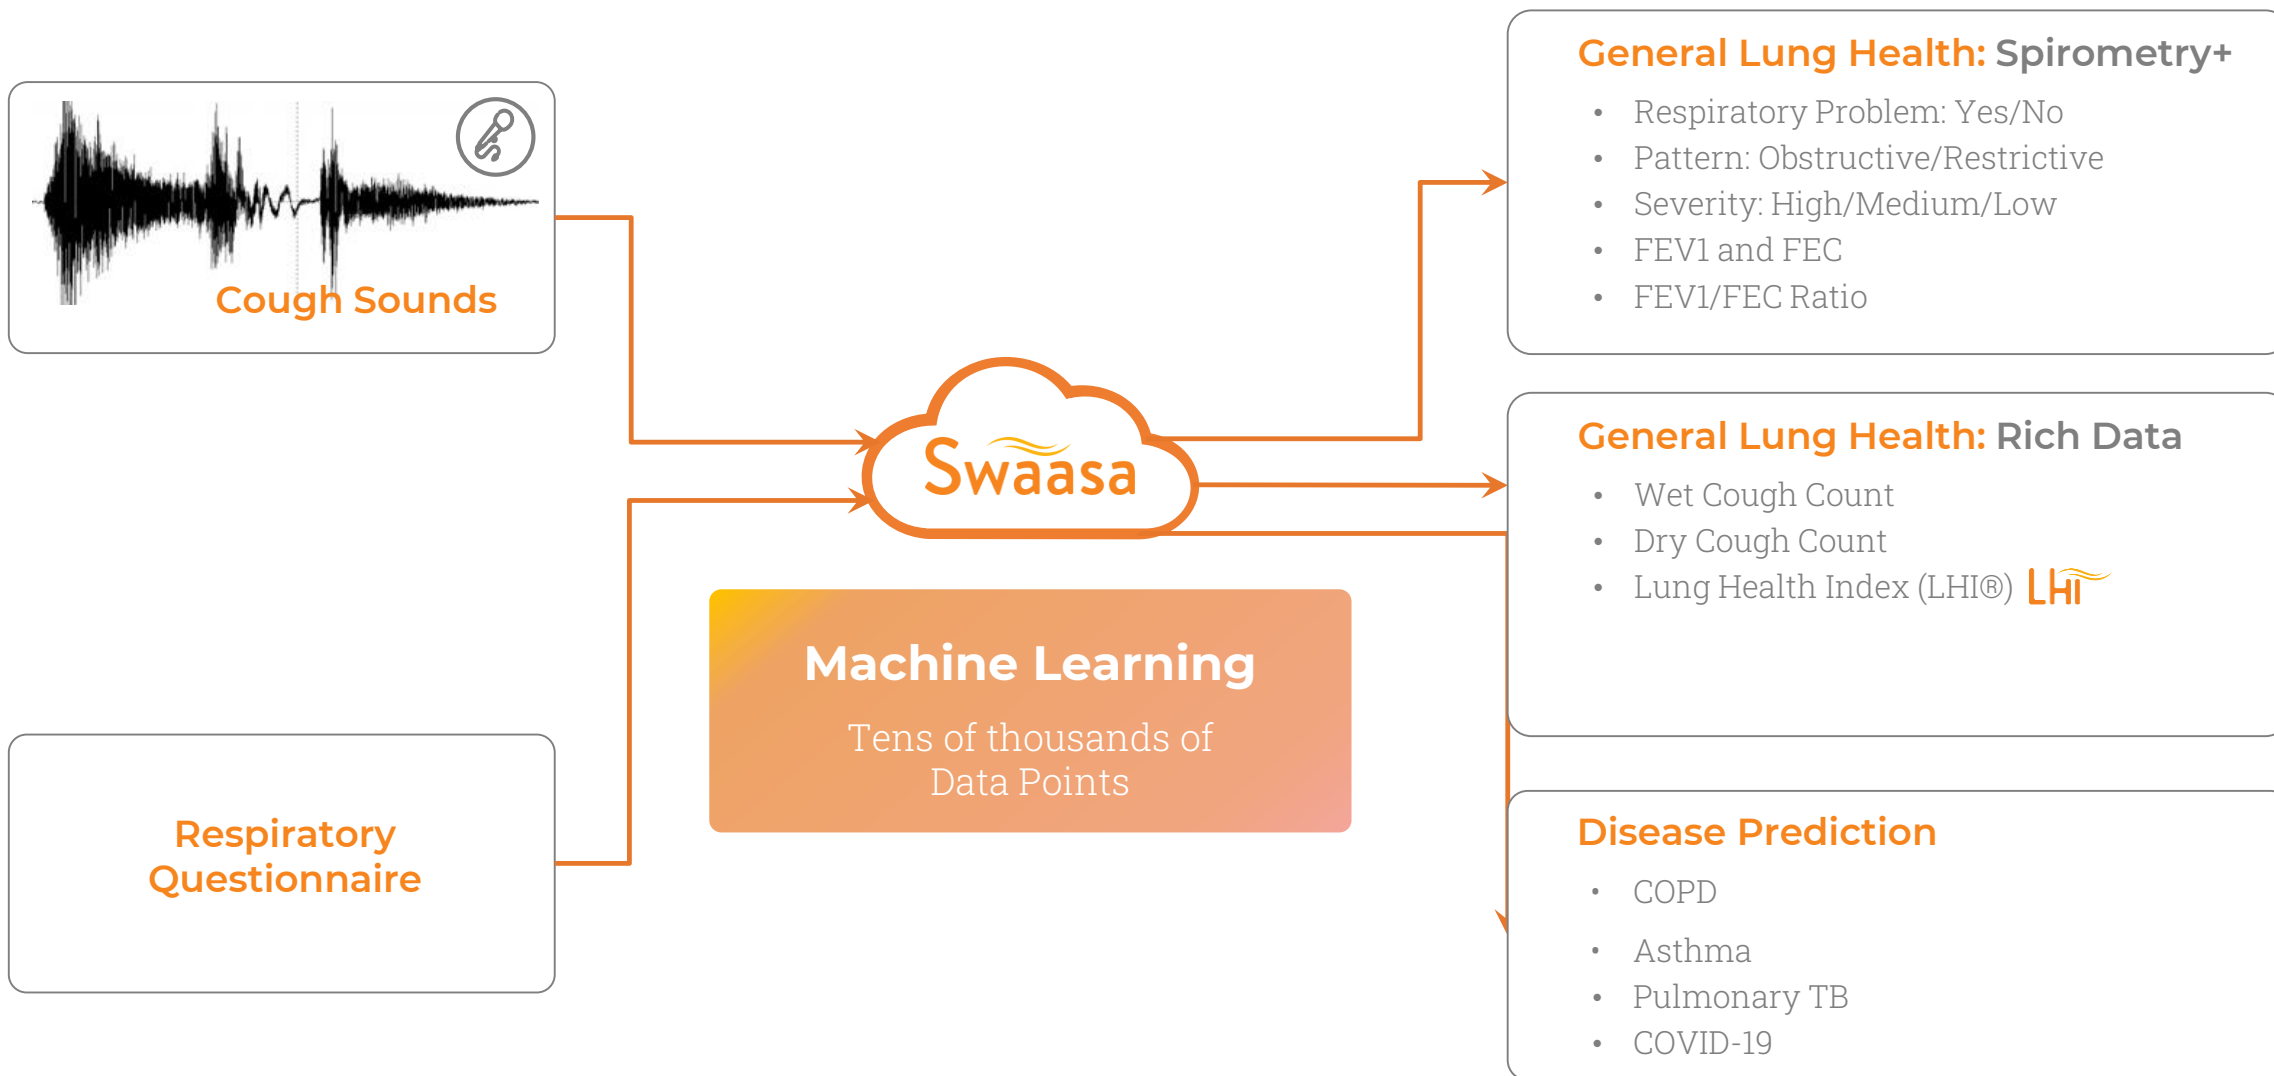 Cough Sounds
Respiratory
Questionnaire
Swaasa
Machine Learning
Tens of thousands of
Data Points
General Lung Health: Spirometry+
• Respiratory Problem: Yes/No
• Pattern: Obstructive/Restrictive
• Severity: High/Medium/Low
• FEV1 and FEC
• FEV1/FEC Ratio
General Lung Health: Rich Data
• Wet Cough Count
• Dry Cough Count
• Lung Health Index (LHI®) LHI
Disease Prediction
• COPD
• Asthma
• Pulmonary TB
• COVID-19